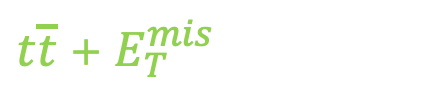 tt̅ + E_T^{mis}